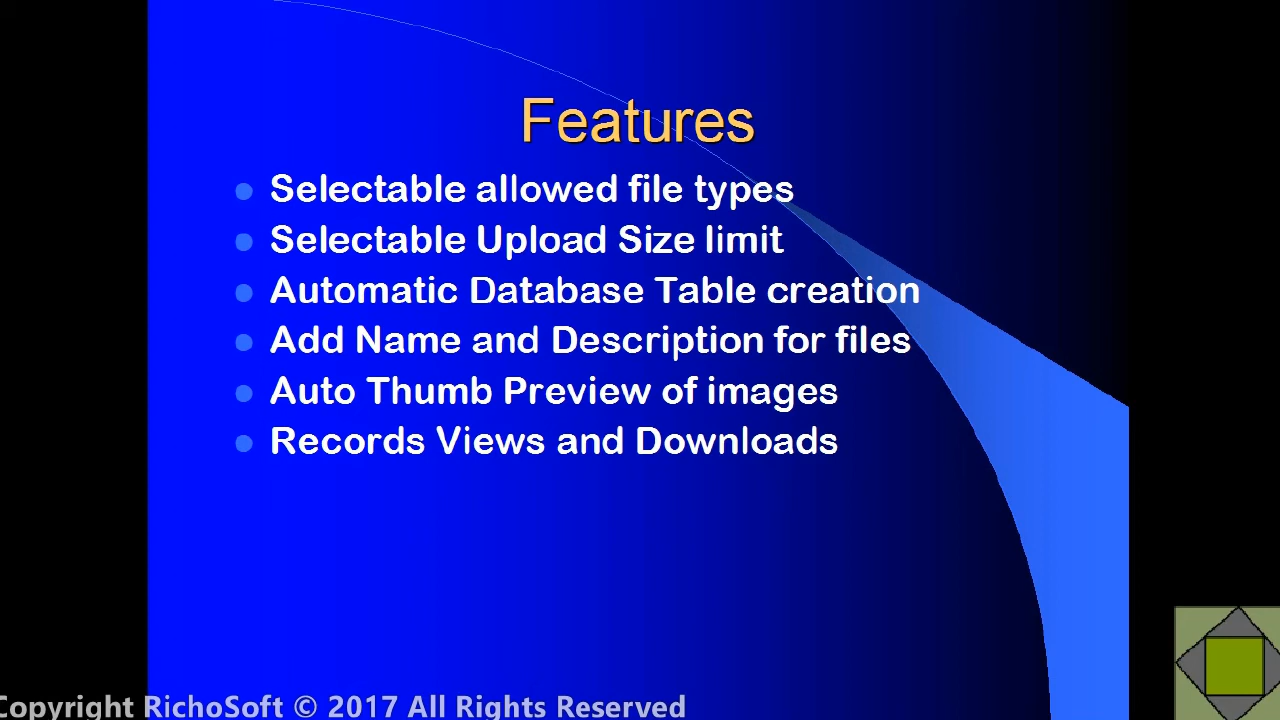 Features
Selectable allowed file types
Selectable Upload Size limit
Automatic Database Table creation
Add Name and Description for files
Auto Thumb Preview of images
Records Views and Downloads
Copyright RichoSoft © 2017 All Rights Reserved